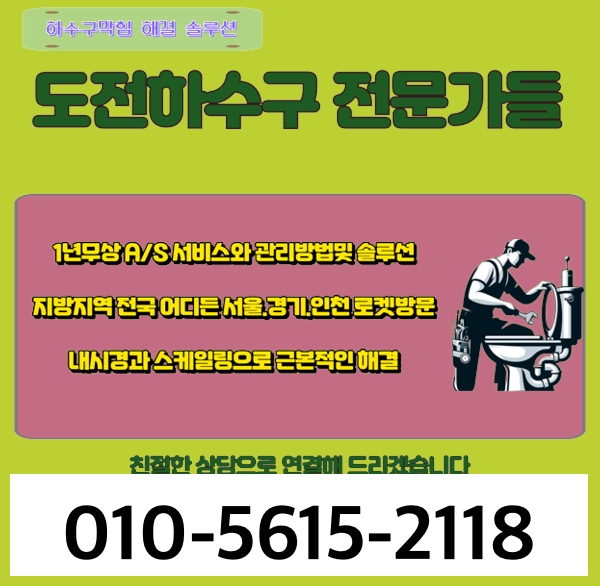 하수구막힘 해결 솔루션
도전하수구 전문가들
1년무상 A/S 서비스와 관리방법및 솔루션
지방지역 전국 어디든 서울.경기.인천 로켓방문
내시경과 스케일링으로 근본적인 해결
친절한 상담으로 연결해 드리겠습니다
010-5615-2118